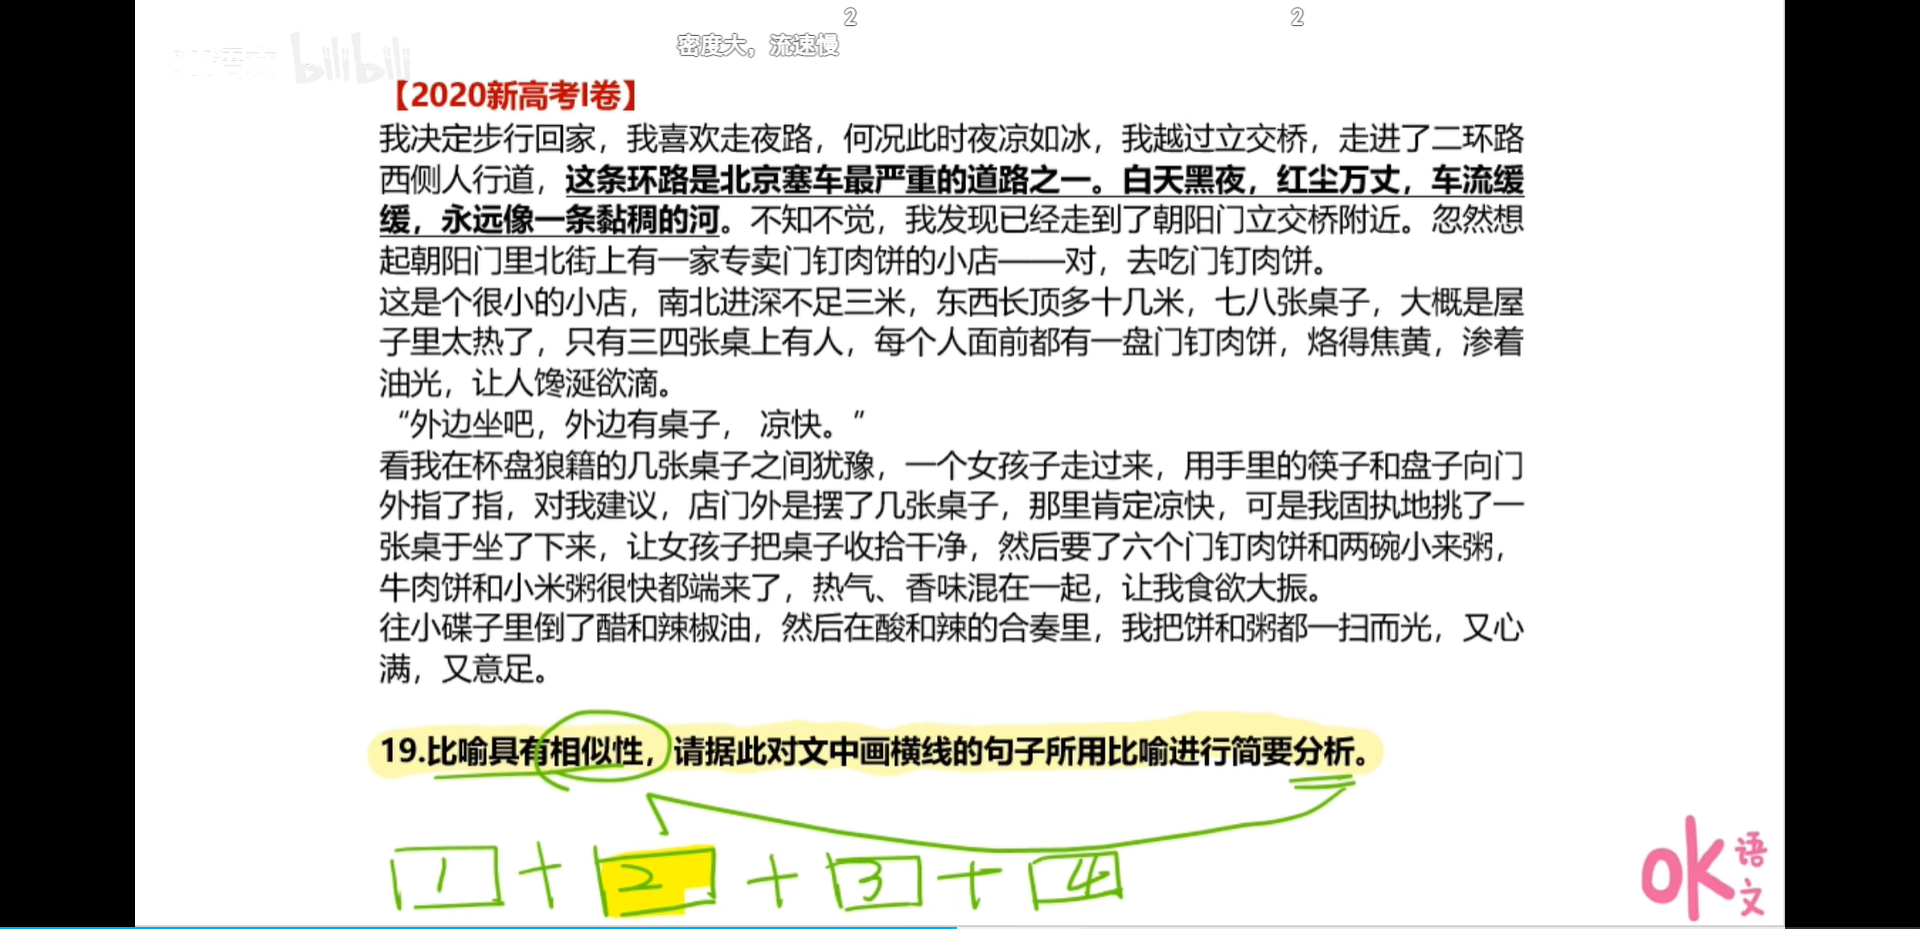 2
2
密度大，流速慢
bilibili
【2020新高考I卷】
我决定步行回家，我喜欢走夜路，何况此时夜凉如冰，我越过立交桥，走进了二环路
西侧人行道，这条环路是北京塞车最严重的道路之一。白天黑夜，红尘万丈，车流缓
缓，永远像一条黏稠的河。不知不觉，我发现已经走到了朝阳门立交桥附近。忽然想
起朝阳门里北街上有一家专卖门钉肉饼的小店——对，去吃门钉肉饼。
这是个很小的小店，南北进深不足三米，东西长顶多十几米，七八张桌子，大概是屋
子里太热了，只有三四张桌上有人，每个人面前都有一盘门钉肉饼，烙得焦黄，渗着
油光，让人馋涎欲滴。
“外边坐吧，外边有桌子， 凉快。”
看我在杯盘狼籍的几张桌子之间犹豫，一个女孩子走过来，用手里的筷子和盘子向门
外指了指，对我建议，店门外是摆了几张桌子，那里肯定凉快，可是我固执地挑了一
张桌于坐了下来，让女孩子把桌子收拾干净，然后要了六个门钉肉饼和两碗小来粥，
牛肉饼和小米粥很快都端来了，热气、香味混在一起，让我食欲大振。
往小碟子里倒了醋和辣椒油，然后在酸和辣的合奏里，我把饼和粥都一扫而光，又心
满，又意足。
19.比喻具有相似性，请据此对文中画横线的句子所用比喻进行简要分析。
1 + 2 + 3 + 4
OK语文